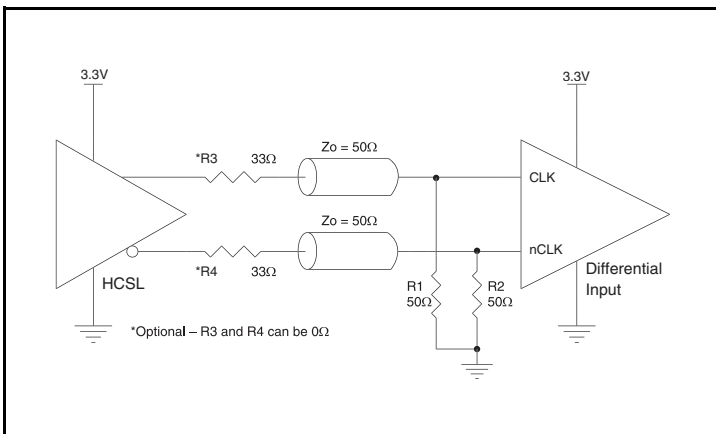 3.3V
3.3V
*R3
33Ω
Zo = 50Ω
CLK
Zo = 50Ω
nCLK
*R4
33Ω
HCSL
R1
50Ω
R2
50Ω
Differential
Input
*Optional – R3 and R4 can be 0Ω